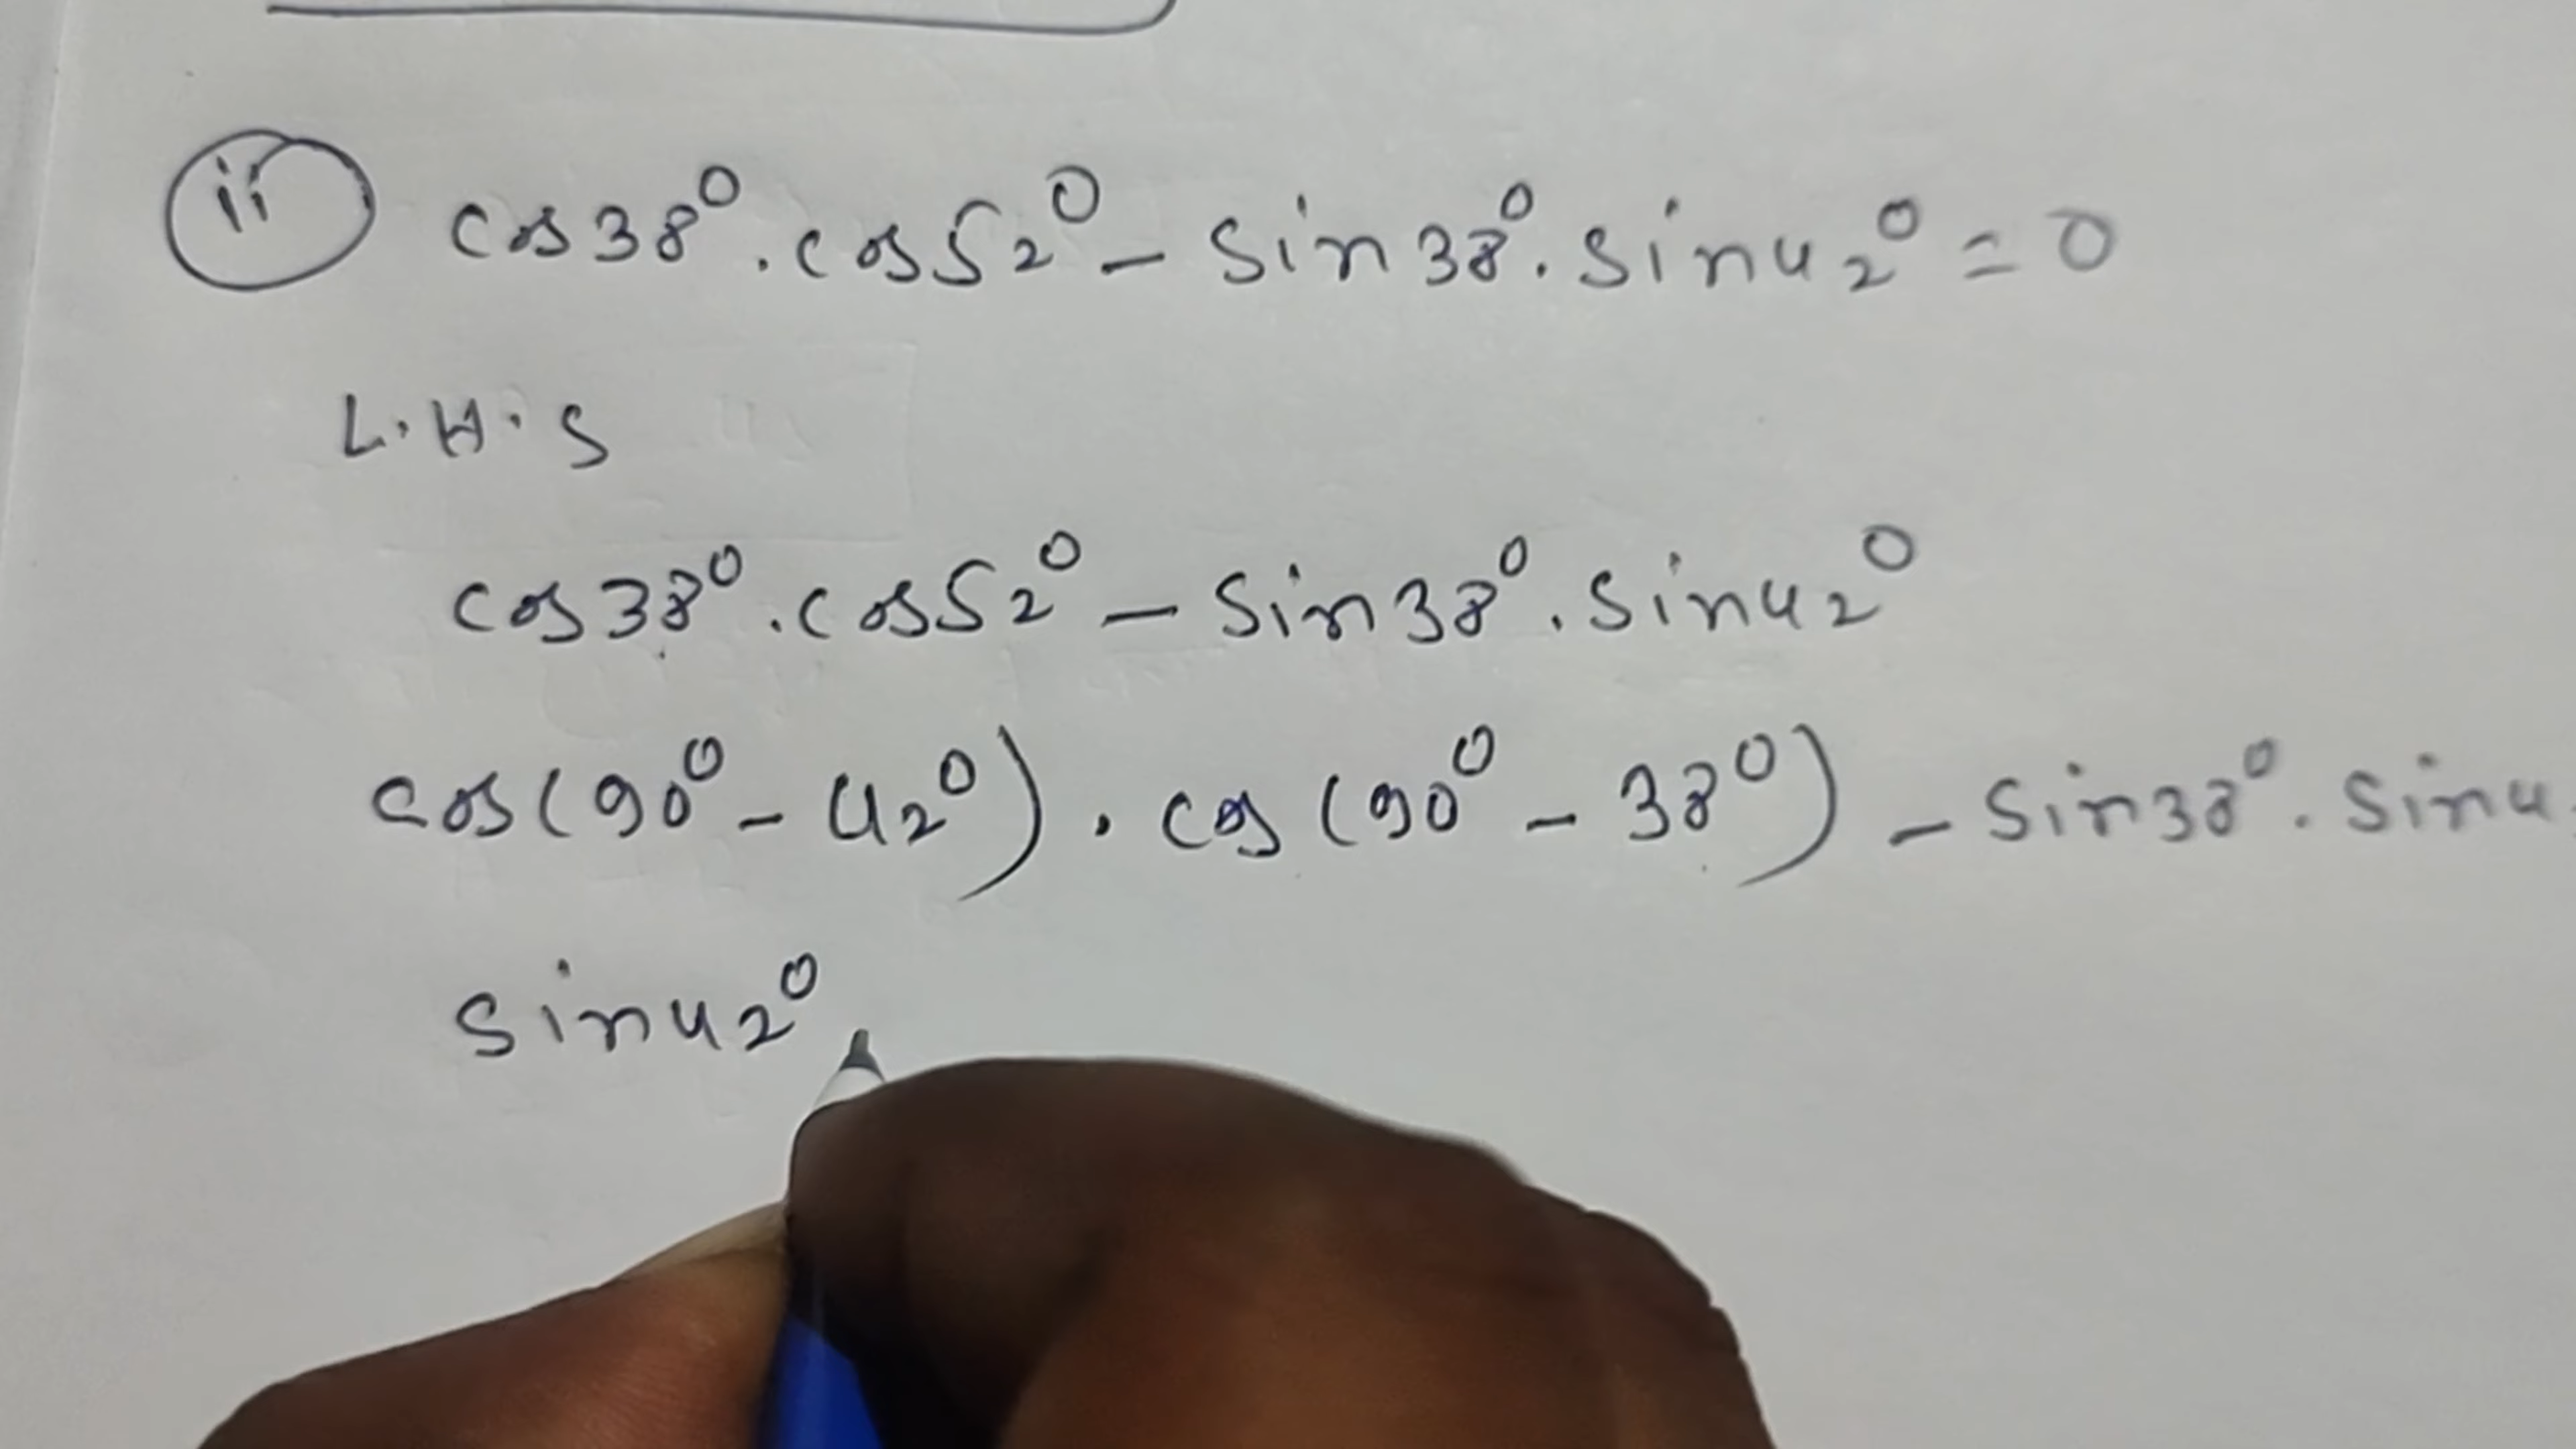 ii cos38°.cos52° - sin38°.sin42° = 0
L.H.S
cos38°.cos52° - sin38°.sin42°
cos(90° - 42°).cos(90° - 38°) - sin38°.sin4
sin42°